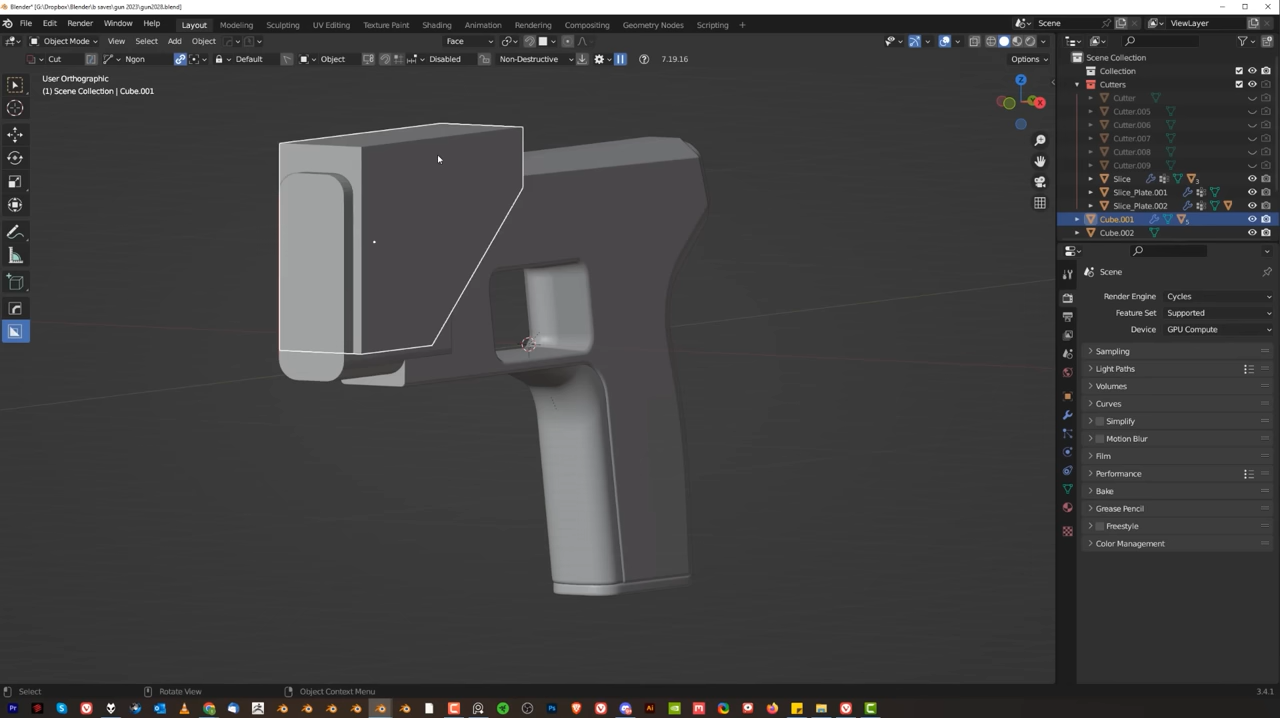 Blender* [G:\Dropbox\Blender\b saves\gun 2023\gun2028.blend]
File Edit Render Window Help Layout Modeling Sculpting UV Editing Texture Paint Shading Animation Rendering Compositing Geometry Nodes Scripting + Scene ViewLayer
Object Mode View Select Add Object Face
Cut Ngon Default Object Disabled Non-Destructive 7.19.16 Options
User Orthographic
(1) Scene Collection | Cube.001
Z
X
Scene Collection
Collection
Cutters
Cutter
Cutter.005
Cutter.006
Cutter.007
Cutter.008
Cutter.009
Slice 3
Slice_Plate.001
Slice_Plate.002
Cube.001 5
Cube.002
Scene
Render Engine Cycles
Feature Set Supported
Device GPU Compute
Sampling
Light Paths
Volumes
Curves
Simplify
Motion Blur
Film
Performance
Bake
Grease Pencil
Freestyle
Color Management
Select Rotate View Object Context Menu 3.4.1